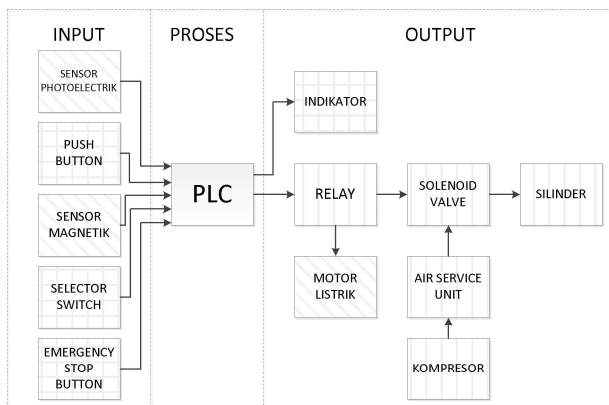 INPUT
PROSES
OUTPUT
SENSOR
PHOTOELECTRIK
PUSH
BUTTON
SENSOR
MAGNETIK
SELECTOR
SWITCH
EMERGENCY
STOP
BUTTON
PLC
INDIKATOR
RELAY
SOLENOID
VALVE
SILINDER
MOTOR
LISTRIK
AIR SERVICE
UNIT
KOMPRESOR